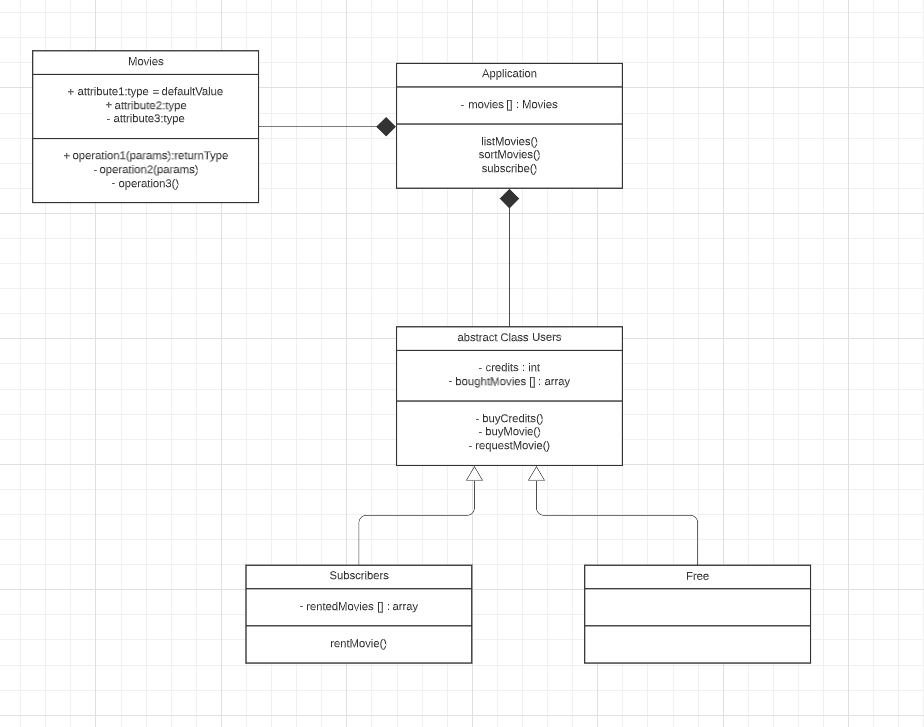 Movies
+ attribute1:type = defaultValue
+ attribute2:type
- attribute3:type
+ operation1(params):returnType
- operation2(params)
- operation3()
Application
- movies [] : Movies
listMovies()
sortMovies()
subscribe()
abstract Class Users
- credits : int
- boughtMovies [] : array
- buyCredits()
- buyMovie()
- requestMovie()
Subscribers
- rentedMovies [] : array
rentMovie()
Free